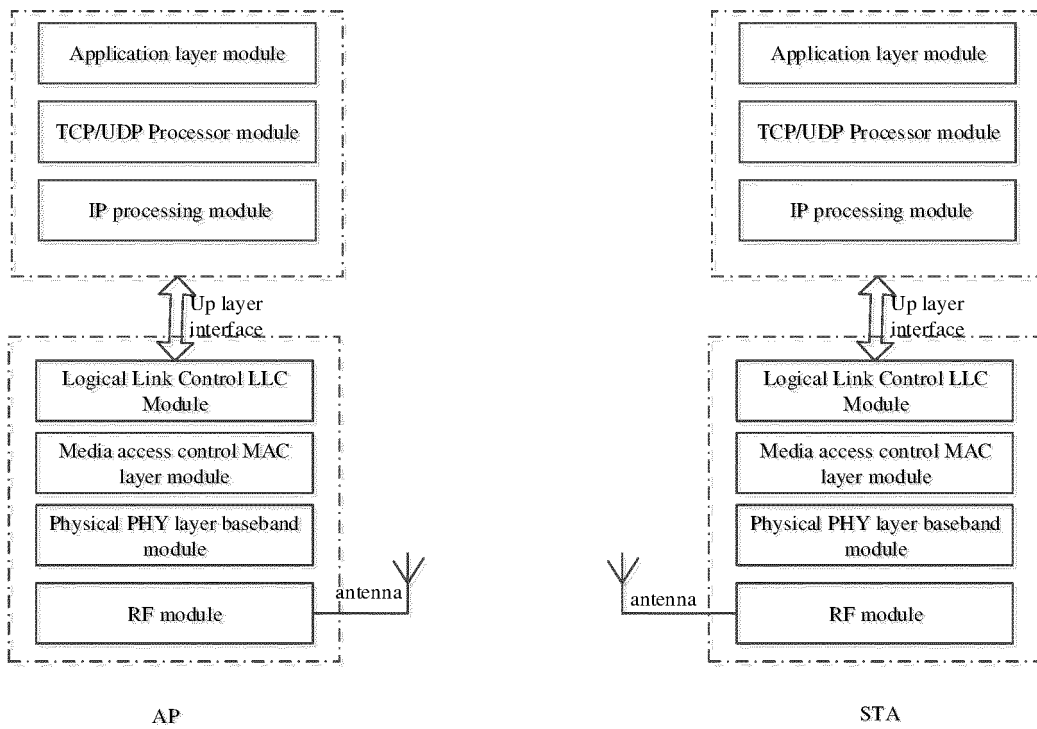 Application layer module
TCP/UDP Processor module
IP processing module
Up layer
interface
Logical Link Control LLC
Module
Media access control MAC
layer module
Physical PHY layer baseband
module
RF module
antenna
AP
Application layer module
TCP/UDP Processor module
IP processing module
Up layer
interface
Logical Link Control LLC
Module
Media access control MAC
layer module
Physical PHY layer baseband
module
RF module
antenna
STA